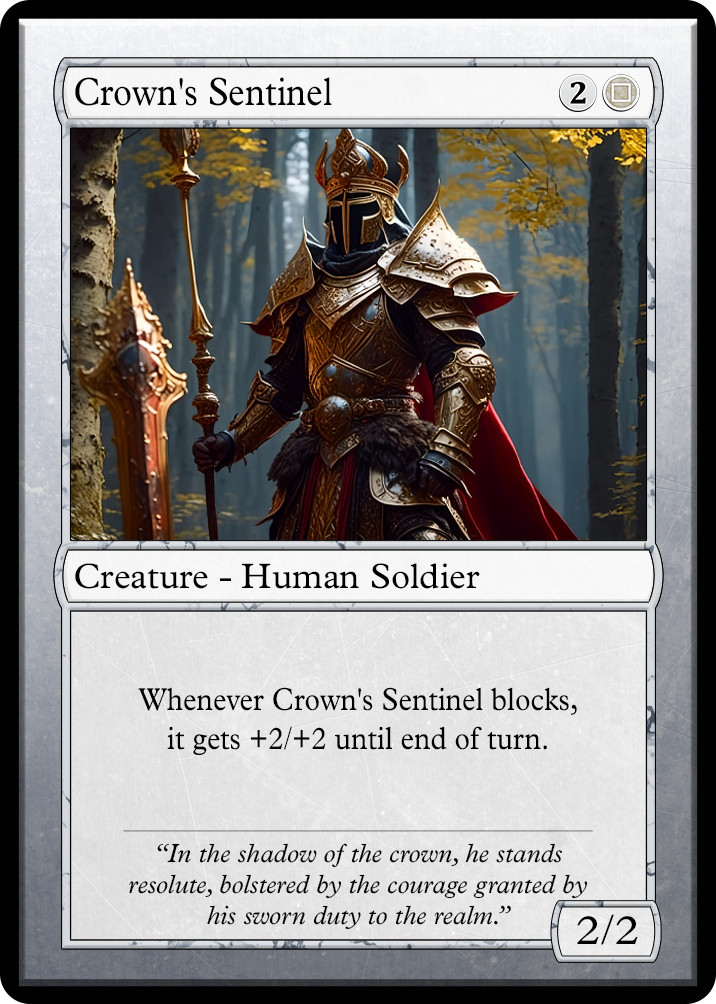 Crown's Sentinel 2
Creature - Human Soldier
Whenever Crown's Sentinel blocks,
it gets +2/+2 until end of turn.
“In the shadow of the crown, he stands
resolute, bolstered by the courage granted by
his sworn duty to the realm.”
2/2